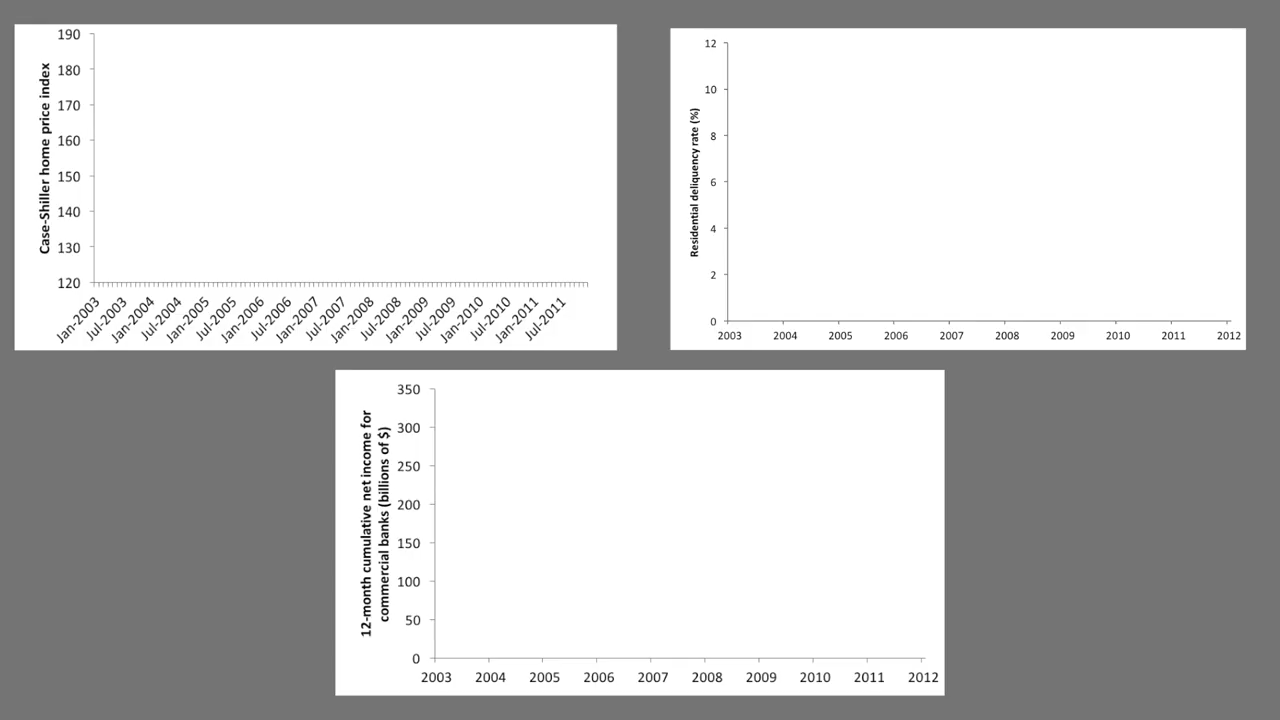 190
180
170
160
150
140
130
120
Case-Shiller home price index
Jan-2003
Jul-2003
Jan-2004
Jul-2004
Jan-2005
Jul-2005
Jan-2006
Jul-2006
Jan-2007
Jul-2007
Jan-2008
Jul-2008
Jan-2009
Jul-2009
Jan-2010
Jul-2010
Jan-2011
Jul-2011
12
10
8
6
4
2
0
Residential deliquency rate (%)
2003 2004 2005 2006 2007 2008 2009 2010 2011 2012
350
300
250
200
150
100
50
0
12-month cumulative net income for
commercial banks (billions of $)
2003 2004 2005 2006 2007 2008 2009 2010 2011 2012